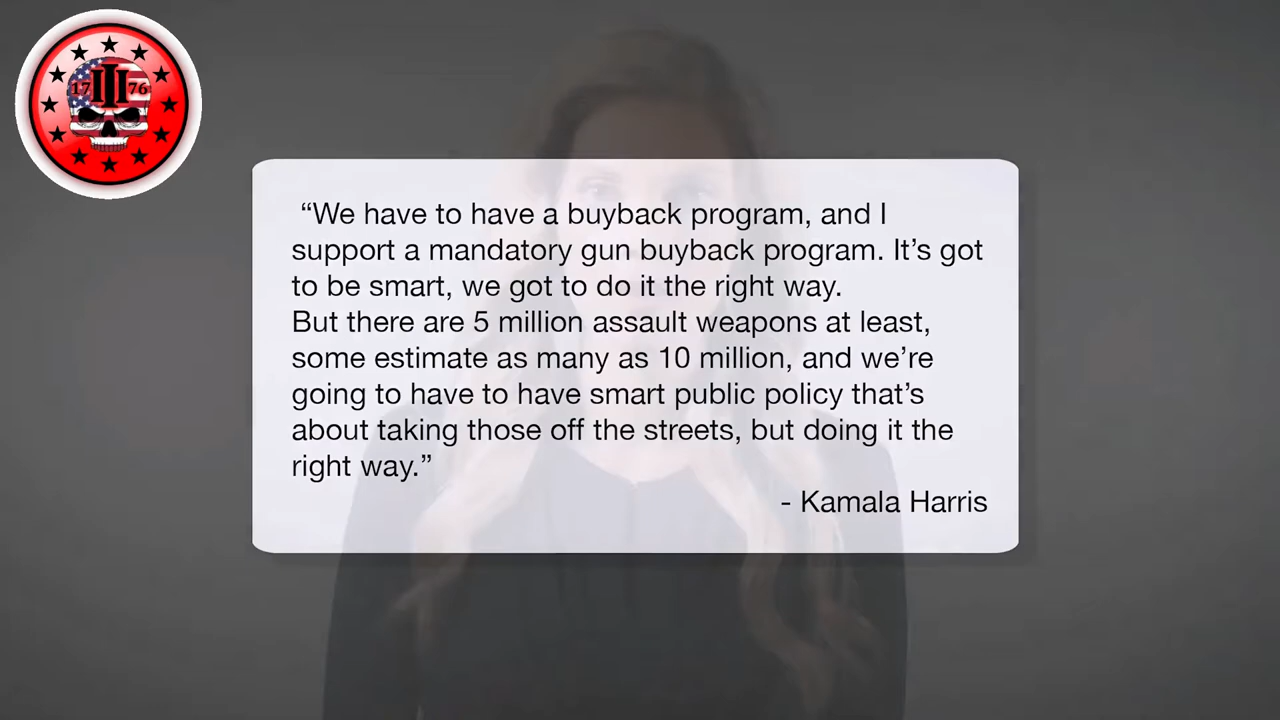 1776
III
“We have to have a buyback program, and I
support a mandatory gun buyback program. It’s got
to be smart, we got to do it the right way.
But there are 5 million assault weapons at least,
some estimate as many as 10 million, and we’re
going to have to have smart public policy that’s
about taking those off the streets, but doing it the
right way.”
- Kamala Harris